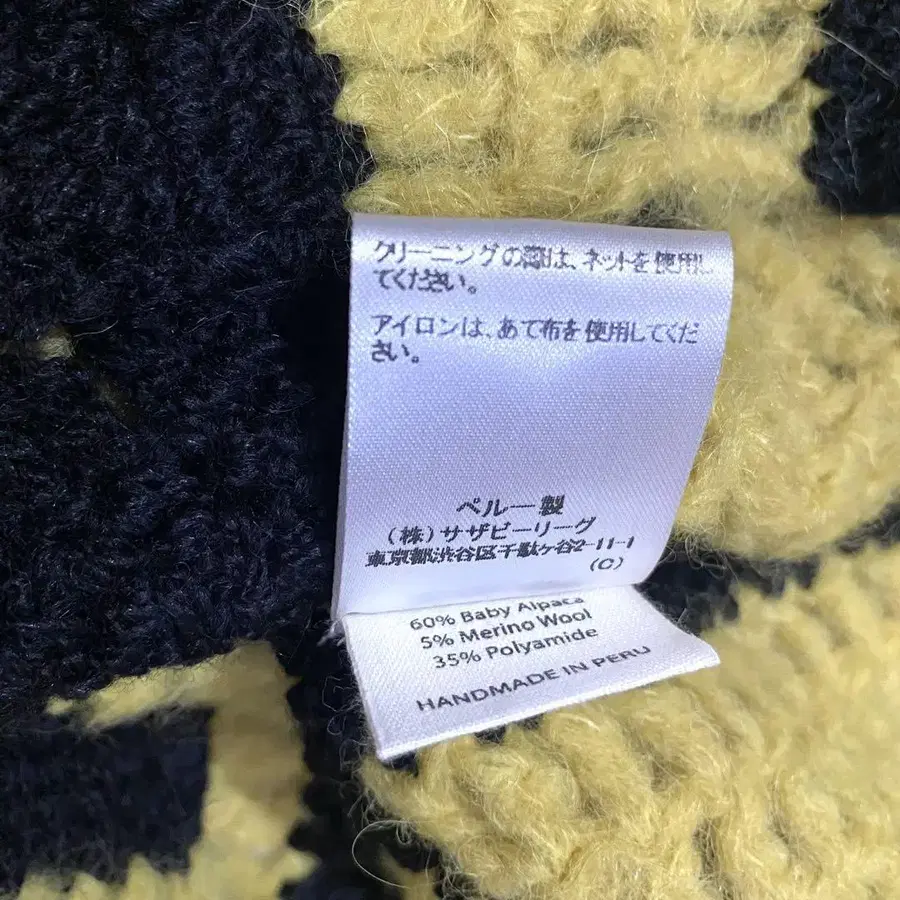 クリーニングの際は、ネットを使用し
てください。
アイロンは、あて布を使用してくだ
さい。
ペルー製
(株)サザビーリーグ
東京都渋谷区千駄ヶ谷2-11-1
(C)
60% Baby Alpaca
5% Merino Wool
35% Polyamide
HANDMADE IN PERU